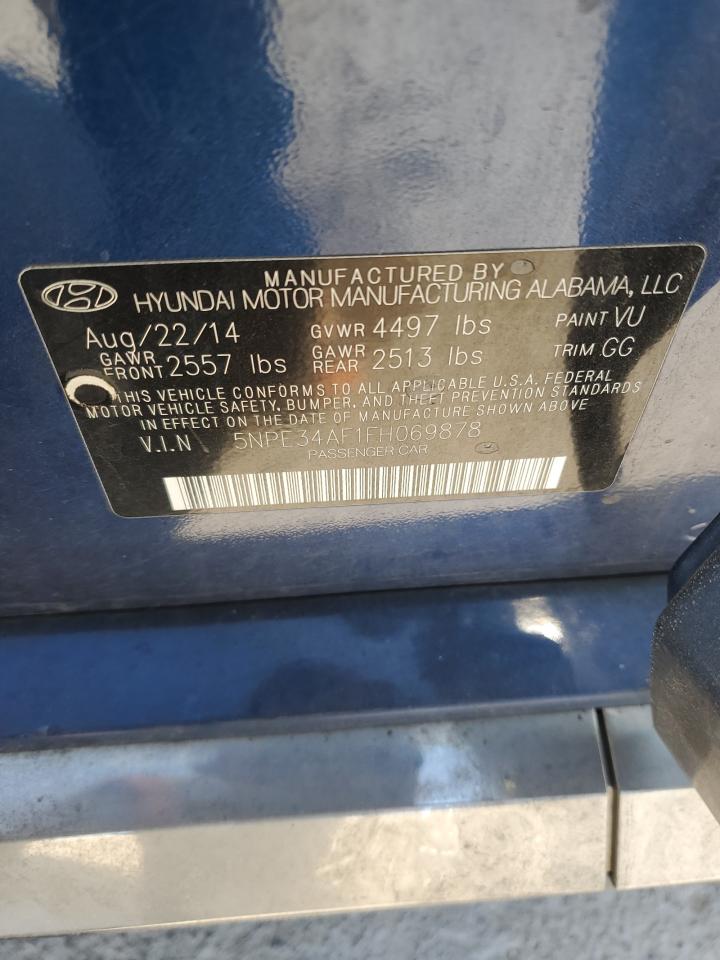 MANUFACTURED BY
HYUNDAI MOTOR MANUFACTURING ALABAMA, LLC
Aug/22/14 GVWR 4497 lbs PAINT VU
GAWR FRONT 2557 lbs GAWR REAR 2513 lbs TRIM GG
THIS VEHICLE CONFORMS TO ALL APPLICABLE U.S.A. FEDERAL
MOTOR VEHICLE SAFETY, BUMPER, AND THEFT PREVENTION STANDARDS
IN EFFECT ON THE DATE OF MANUFACTURE SHOWN ABOVE
V.I.N 5NPE34AF1FH069878
PASSENGER CAR